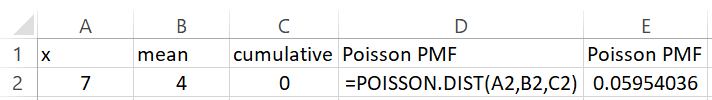 A B C D E
1 x mean cumulative Poisson PMF Poisson PMF
2 7 4 0 =POISSON.DIST(A2,B2,C2) 0.05954036